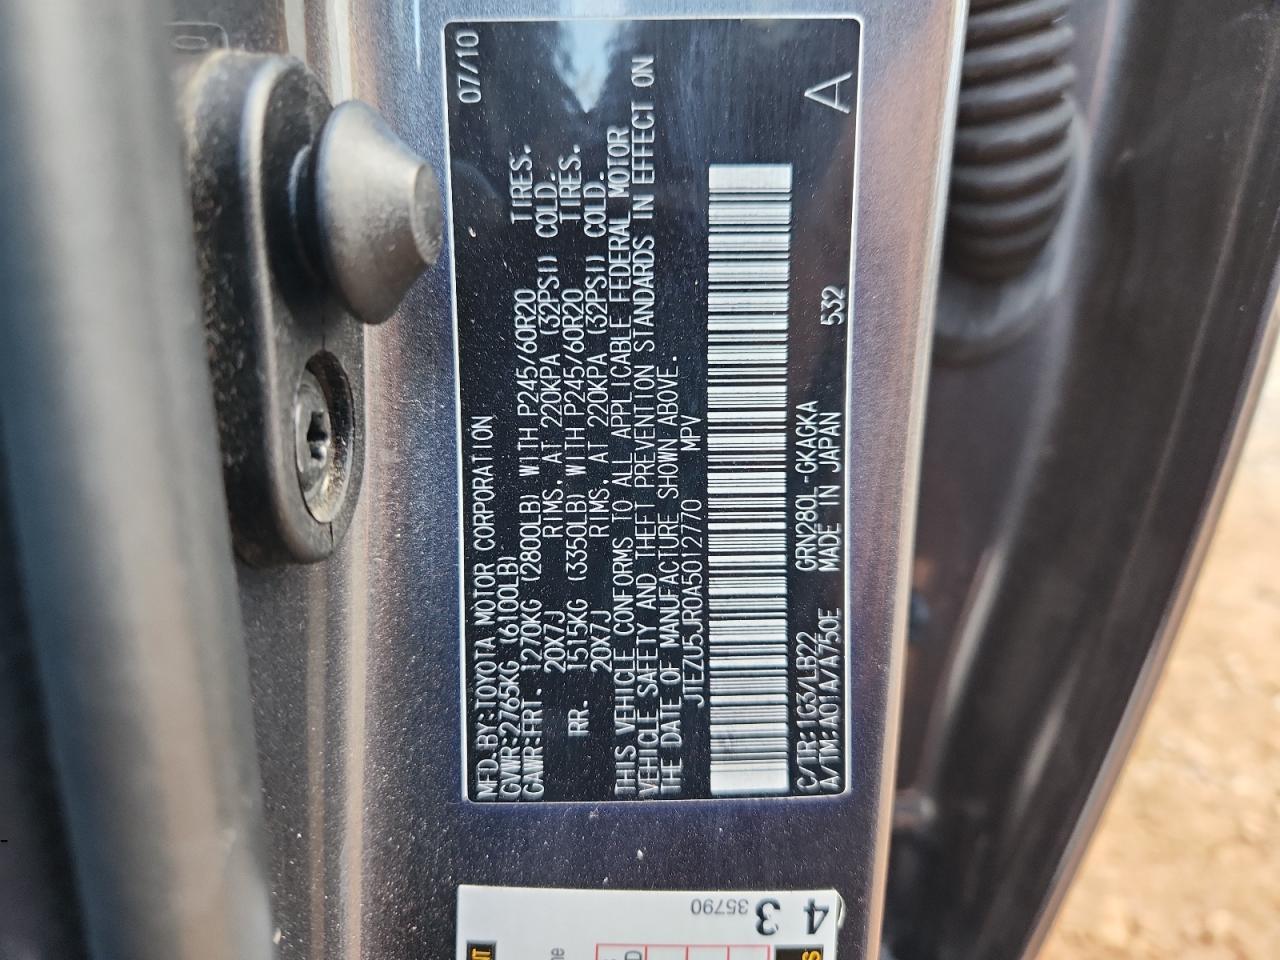 MFD.BY:TOYOTA MOTOR CORPORATION 07/10
GVWR:2765KG (6100LB)
GAWR:FRT. 1270KG (2800LB) WITH P245/60R20 TIRES.
20X7J RIMS, AT 220KPA (32PSI) COLD.
RR. 1515KG (3350LB) WITH P245/60R20 TIRES.
20X7J RIMS, AT 220KPA (32PSI) COLD.
THIS VEHICLE CONFORMS TO ALL APPLICABLE FEDERAL MOTOR
VEHICLE SAFETY AND THEFT PREVENTION STANDARDS IN EFFECT ON
THE DATE OF MANUFACTURE SHOWN ABOVE.
JTEZU5JR0A5012770 MPV
C/TR:1G3/LB22 GRN280L-GKAGKA
A/TM:A01A/A750E MADE IN JAPAN 532 A
4 3
35790